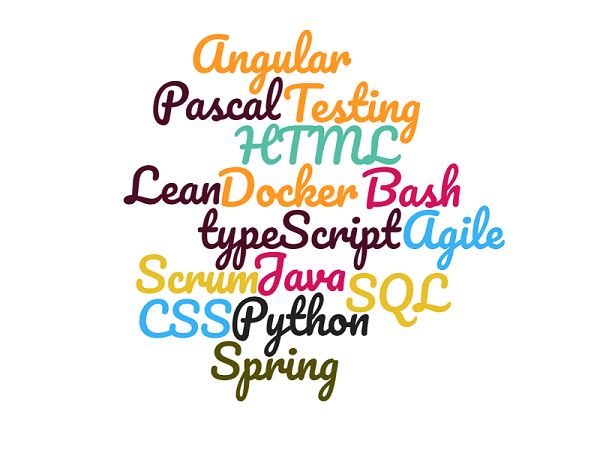 Angular
Pascal Testing
HTML
Lean Docker Bash
typeScript Agile
Scrum Java SQL
CSS Python
Spring